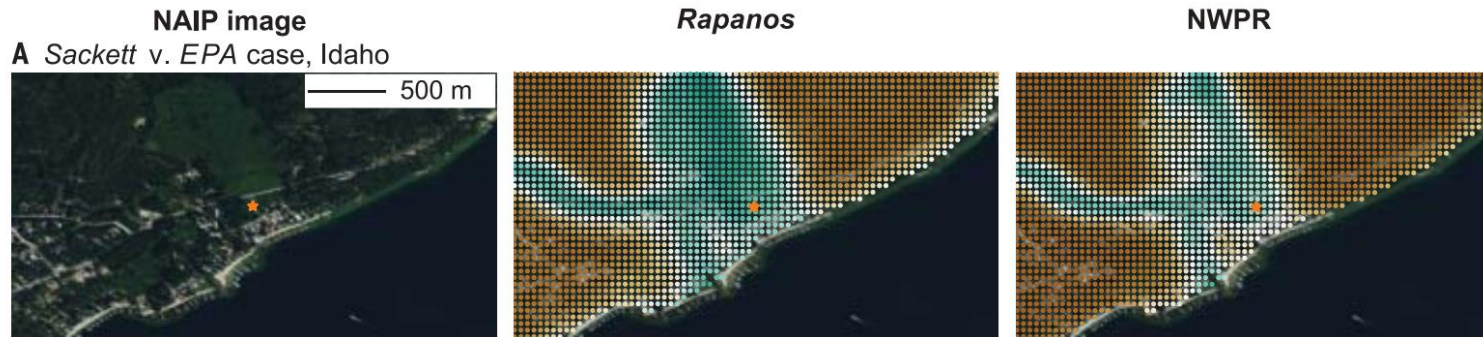 NAIP image
Rapanos
NWPR
A Sackett v. EPA case, Idaho
500 m